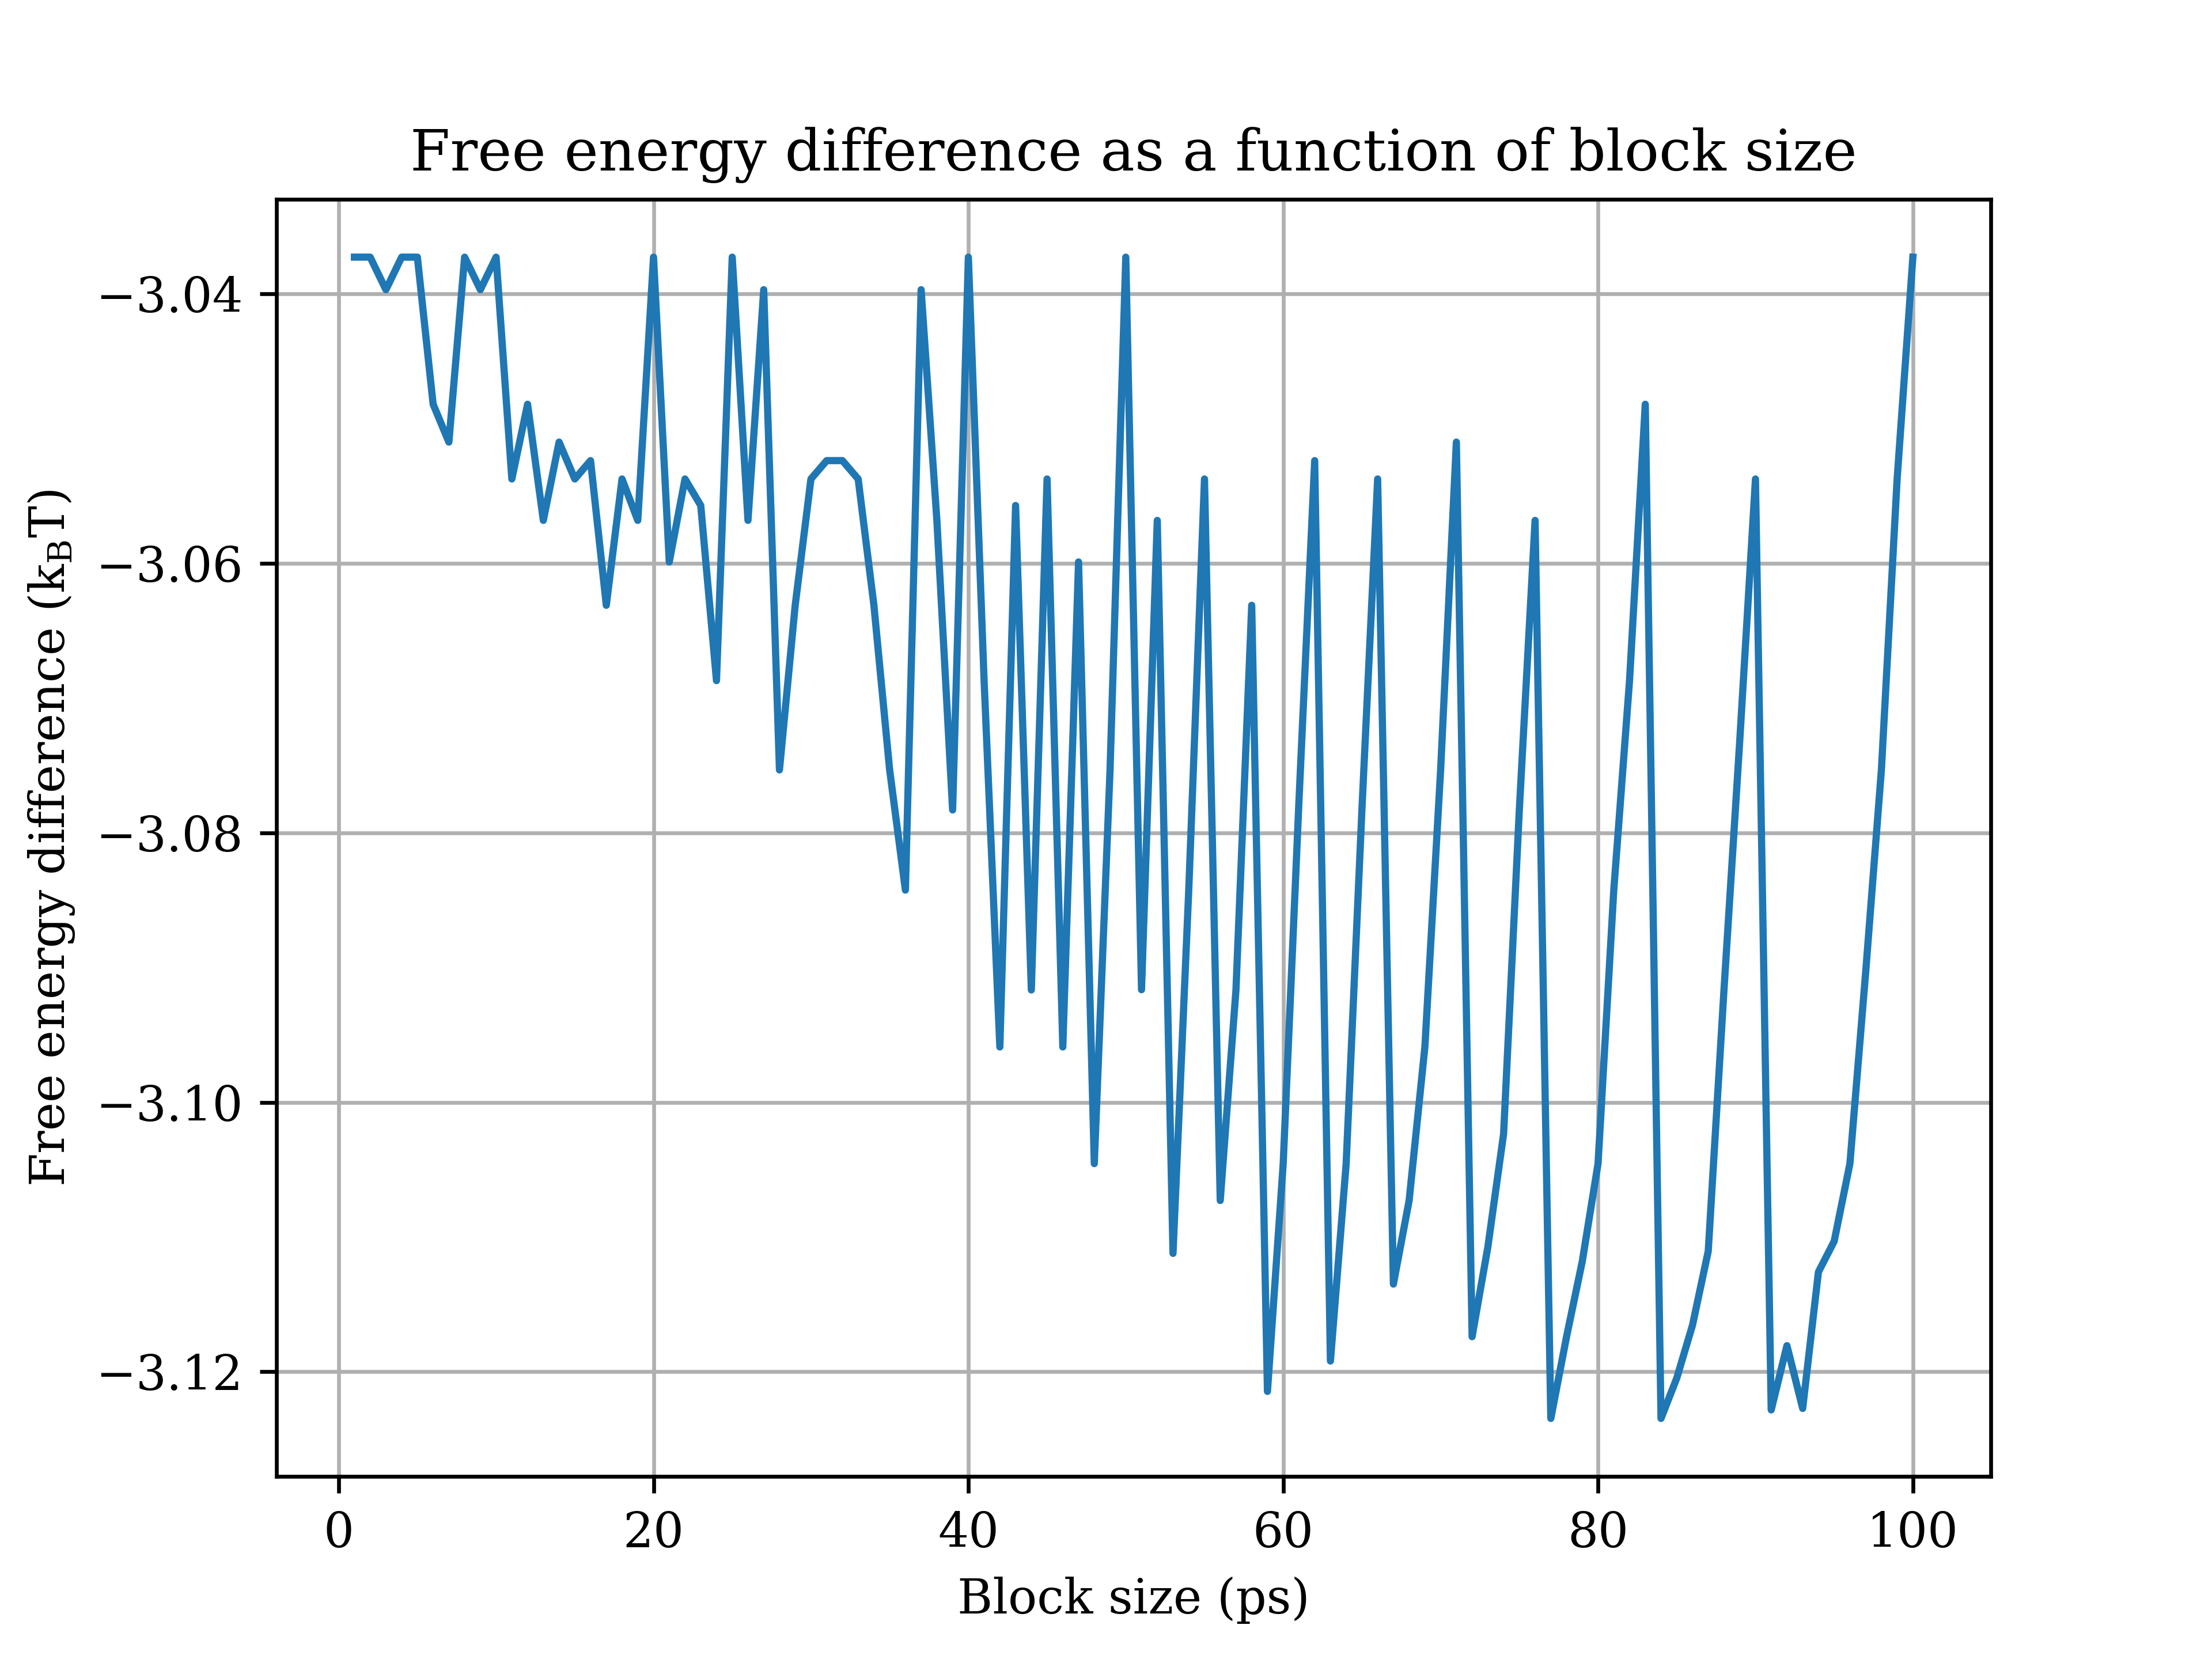 Free energy difference as a function of block size
Free energy difference (kBT)
−3.04
−3.06
−3.08
−3.10
−3.12
0 20 40 60 80 100
Block size (ps)